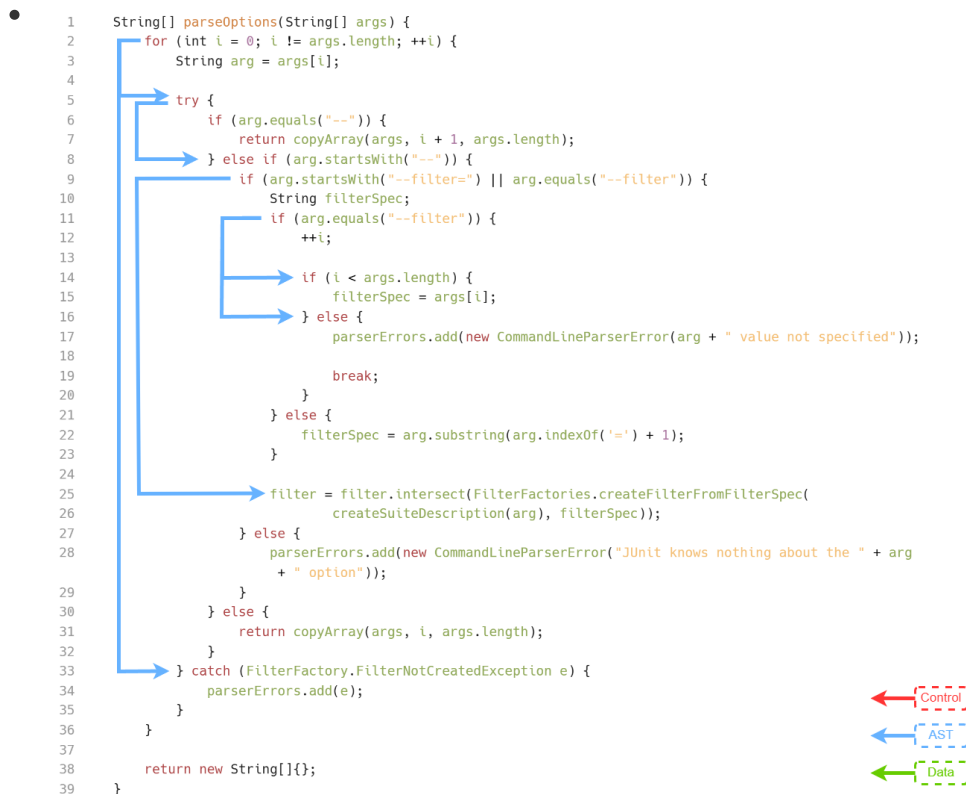 1 String[] parseOptions(String[] args) {
2 for (int i = 0; i != args.length; ++i) {
3 String arg = args[i];
4
5 try {
6 if (arg.equals("--")) {
7 return copyArray(args, i + 1, args.length);
8 } else if (arg.startsWith("--")) {
9 if (arg.startsWith("--filter=") || arg.equals("--filter")) {
10 String filterSpec;
11 if (arg.equals("--filter")) {
12 ++i;
13
14 if (i < args.length) {
15 filterSpec = args[i];
16 } else {
17 parserErrors.add(new CommandLineParserError(arg + " value not specified"));
18
19 break;
20 }
21 } else {
22 filterSpec = arg.substring(arg.indexOf('=') + 1);
23 }
24
25 filter = filter.intersect(FilterFactories.createFilterFromFilterSpec(
26 createSuiteDescription(arg), filterSpec));
27 } else {
28 parserErrors.add(new CommandLineParserError("JUnit knows nothing about the " + arg
+ " option"));
29 }
30 } else {
31 return copyArray(args, i, args.length);
32 }
33 } catch (FilterFactory.FilterNotCreatedException e) {
34 parserErrors.add(e);
35 }
36 }
37
38 return new String[]{};
39 }
Control
AST
Data